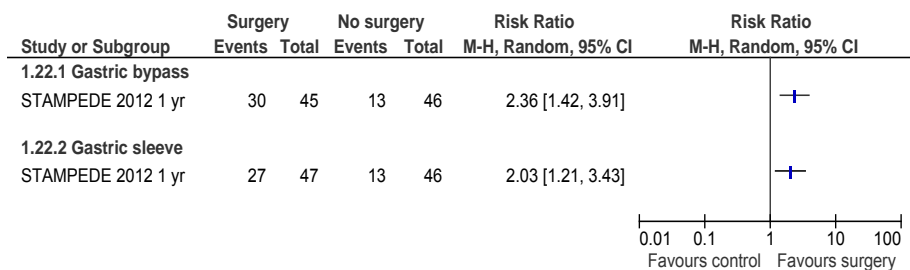 Surgery No surgery Risk Ratio Risk Ratio
Study or Subgroup Events Total Events Total M-H, Random, 95% CI M-H, Random, 95% CI
1.22.1 Gastric bypass
STAMPEDE 2012 1 yr 30 45 13 46 2.36 [1.42, 3.91]
1.22.2 Gastric sleeve
STAMPEDE 2012 1 yr 27 47 13 46 2.03 [1.21, 3.43]
0.01 0.1 1 10 100
Favours control Favours surgery